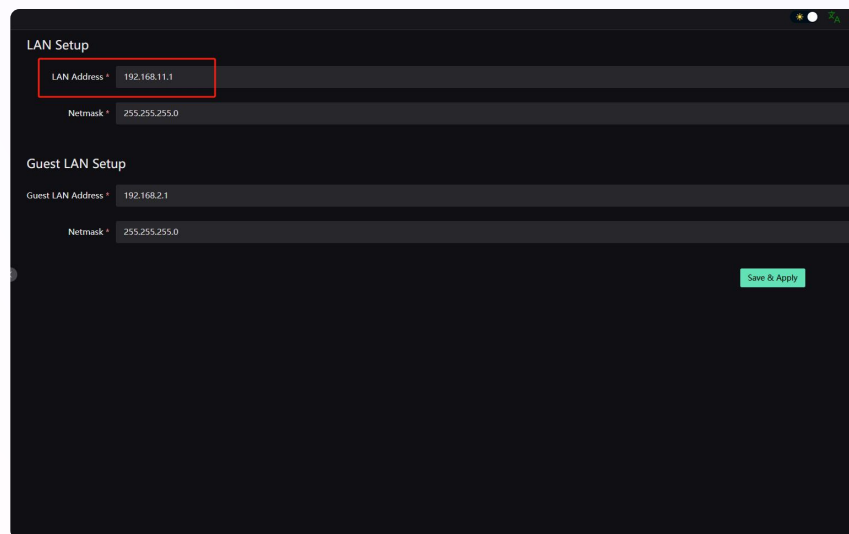 LAN Setup
LAN Address * 192.168.11.1
Netmask * 255.255.255.0
Guest LAN Setup
Guest LAN Address * 192.168.2.1
Netmask * 255.255.255.0
Save & Apply